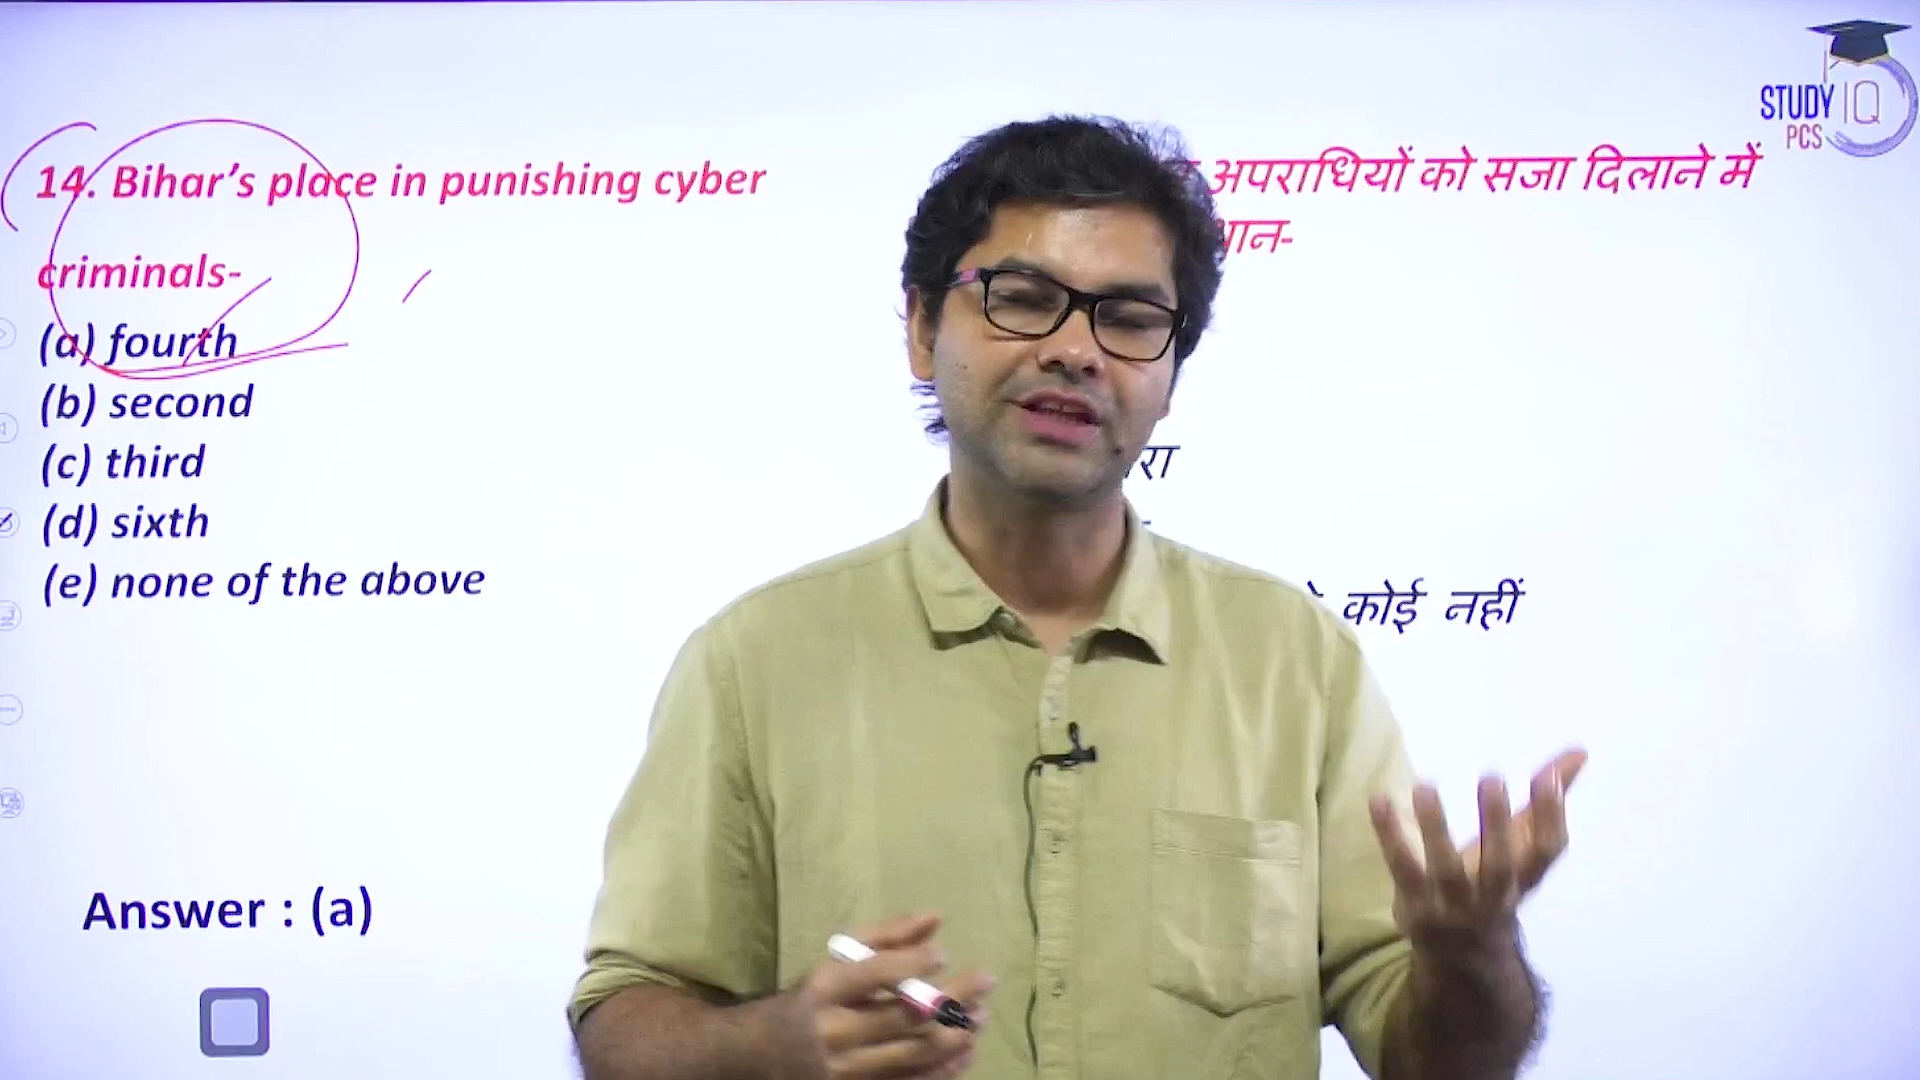 STUDY IQ
PCS
14. Bihar's place in punishing cyber
criminals-
(a) fourth
(b) second
(c) third
(d) sixth
(e) none of the above
अपराधियों को सजा दिलाने में
कोई नहीं
Answer : (a)